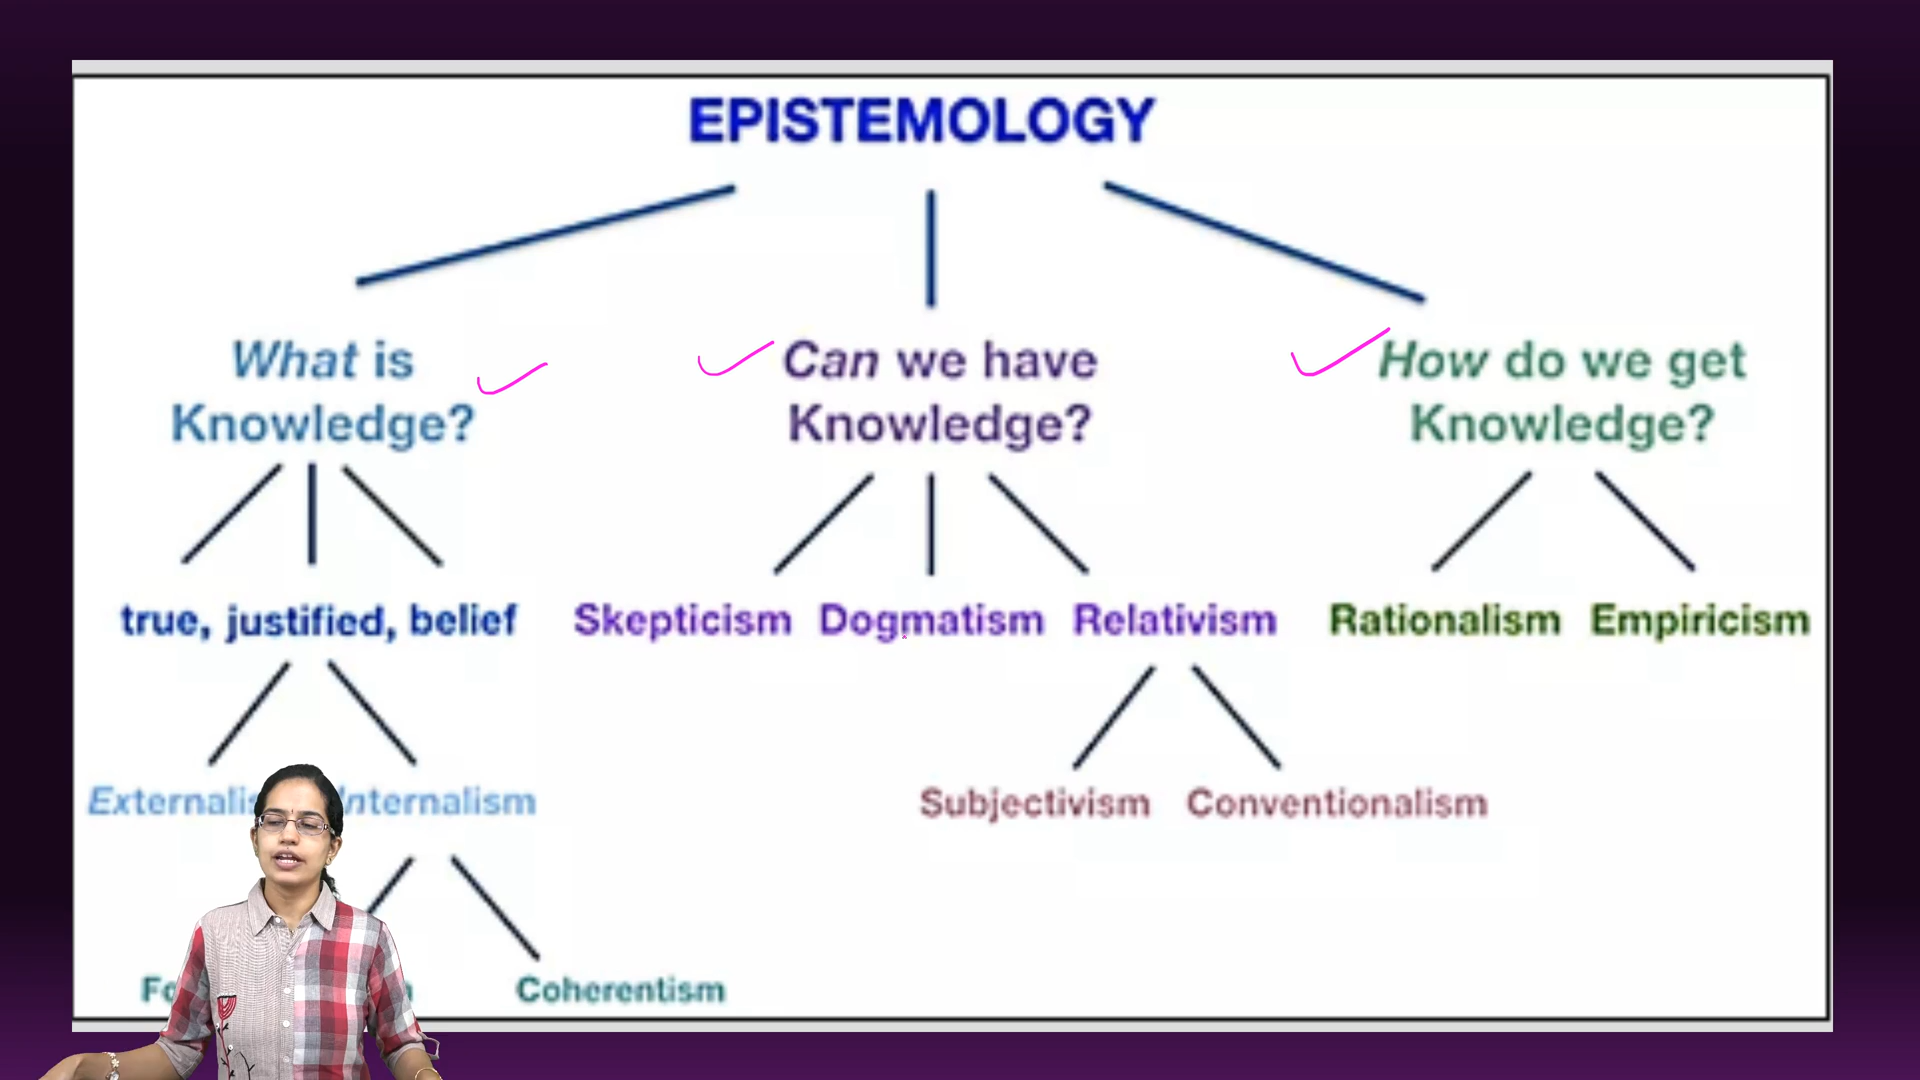 EPISTEMOLOGY
What is
Knowledge?
Can we have
Knowledge?
How do we get
Knowledge?
true, justified, belief
Skepticism Dogmatism Relativism
Rationalism Empiricism
Internalism
Subjectivism Conventionalism
Coherentism